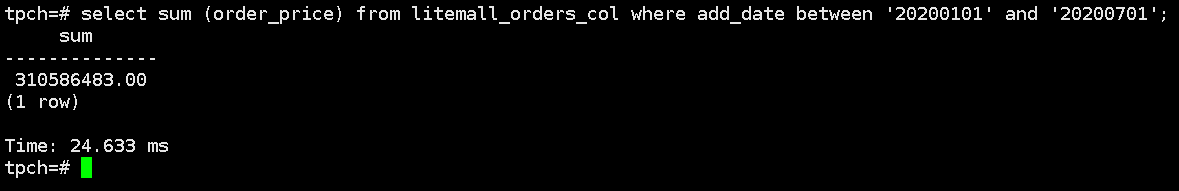 tpch=# select sum (order_price) from litemall_orders_col where add_date between '20200101' and '20200701';
sum
--------------
310586483.00
(1 row)
Time: 24.633 ms
tpch=#